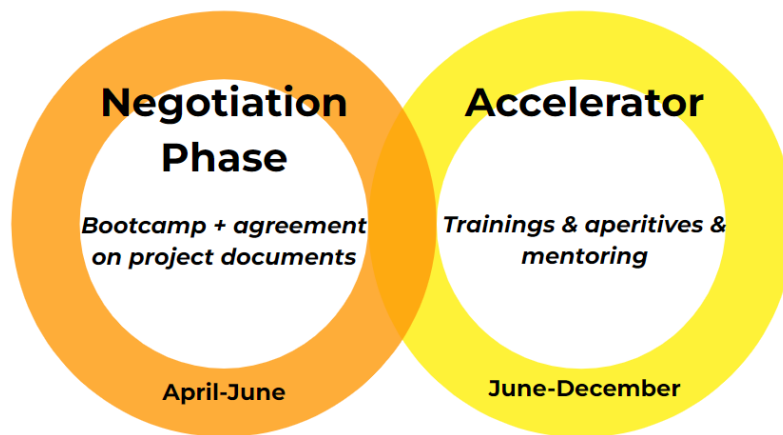 Negotiation
Phase
Bootcamp + agreement
on project documents
April-June
Accelerator
Trainings & aperitives &
mentoring
June-December